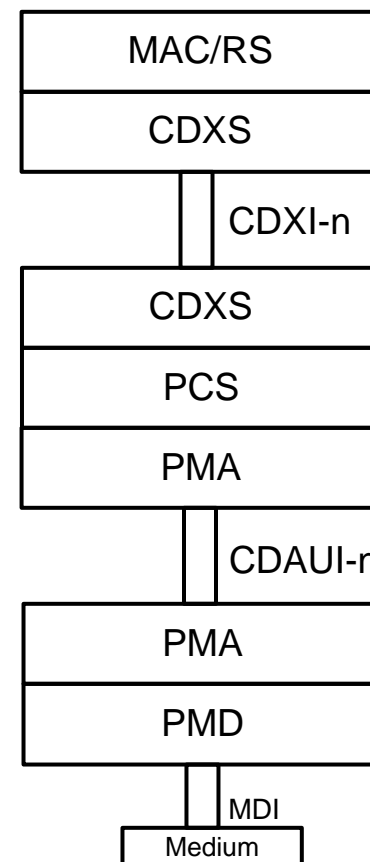 MAC/RS
CDXS
CDXI-n
CDXS
PCS
PMA
CDAUI-n
PMA
PMD
MDI
Medium